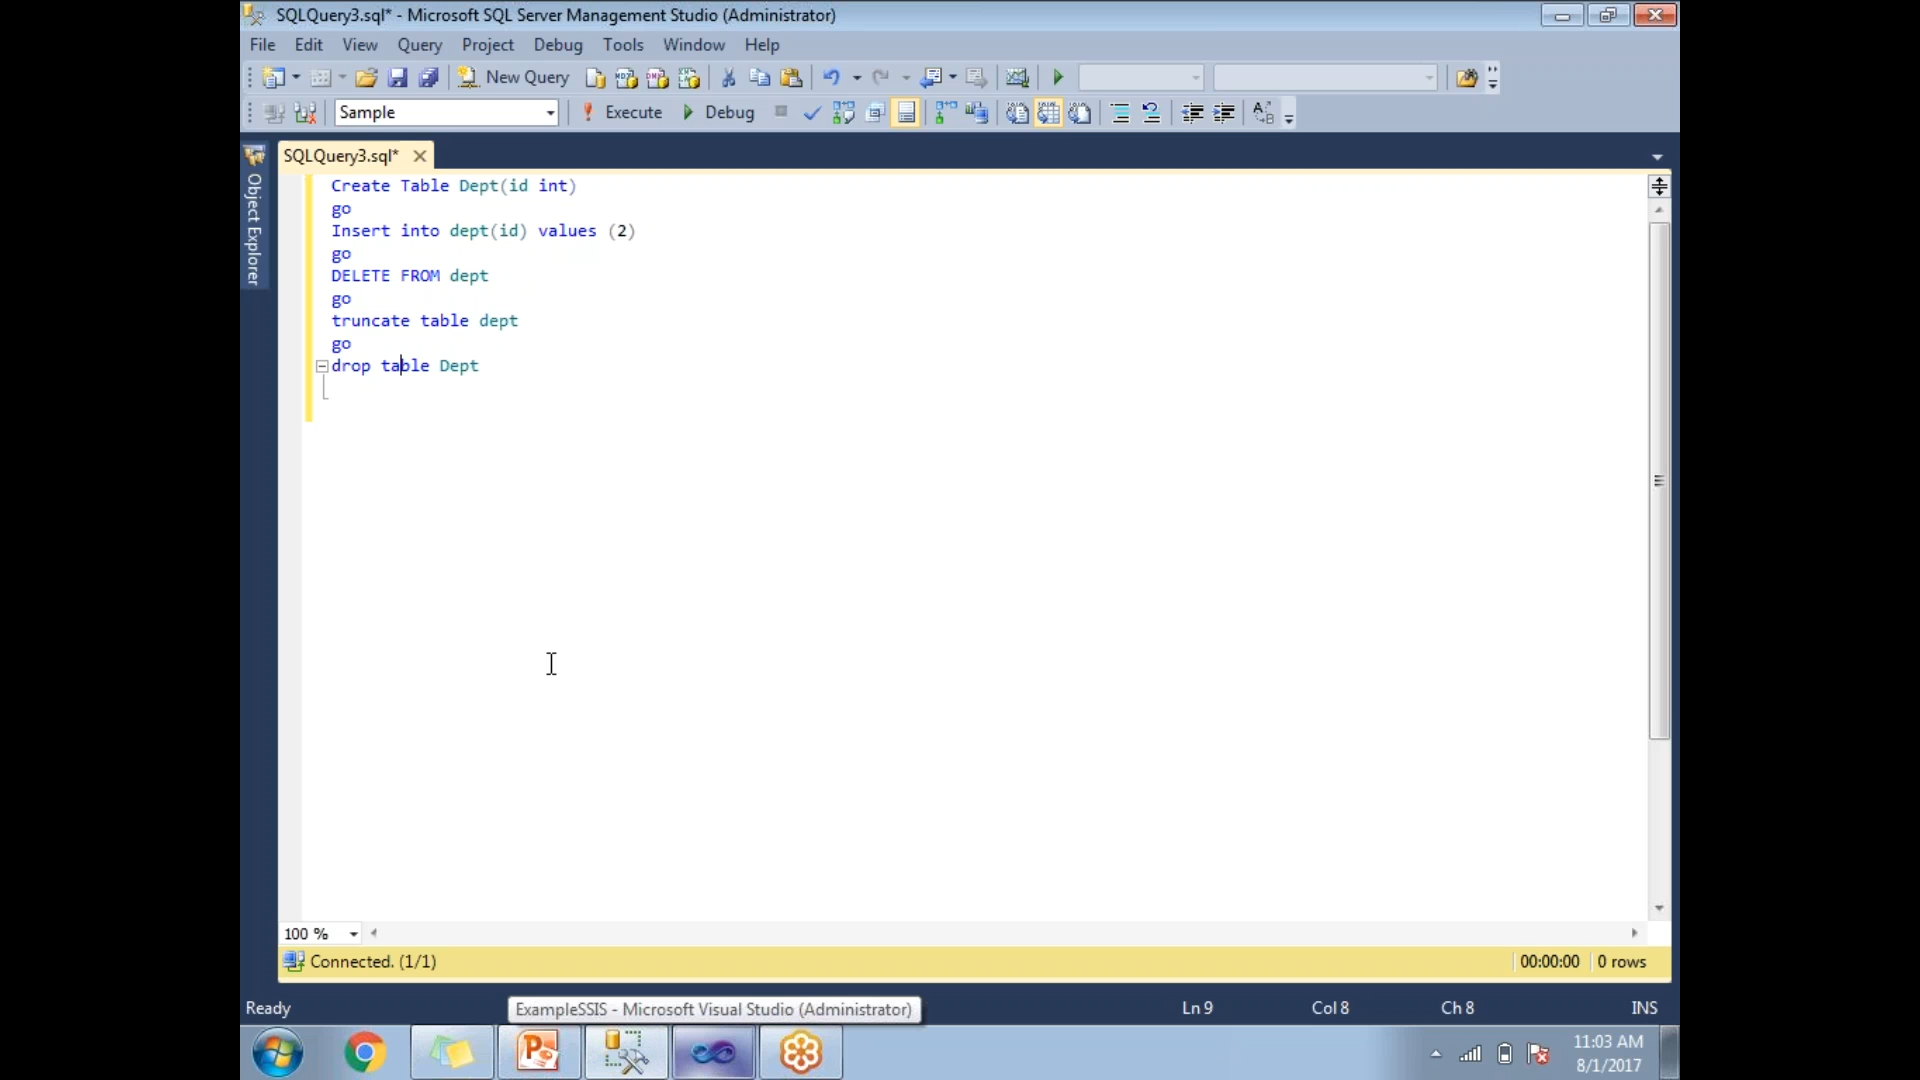 SQLQuery3.sql* - Microsoft SQL Server Management Studio (Administrator)
File Edit View Query Project Debug Tools Window Help
New Query
Sample Execute Debug
SQLQuery3.sql*
Object Explorer
Create Table Dept(id int)
go
Insert into dept(id) values (2)
go
DELETE FROM dept
go
truncate table dept
go
drop table Dept
100 %
Connected. (1/1) 00:00:00 0 rows
Ready Ln 9 Col 8 Ch 8 INS
ExampleSSIS - Microsoft Visual Studio (Administrator)
11:03 AM
8/1/2017